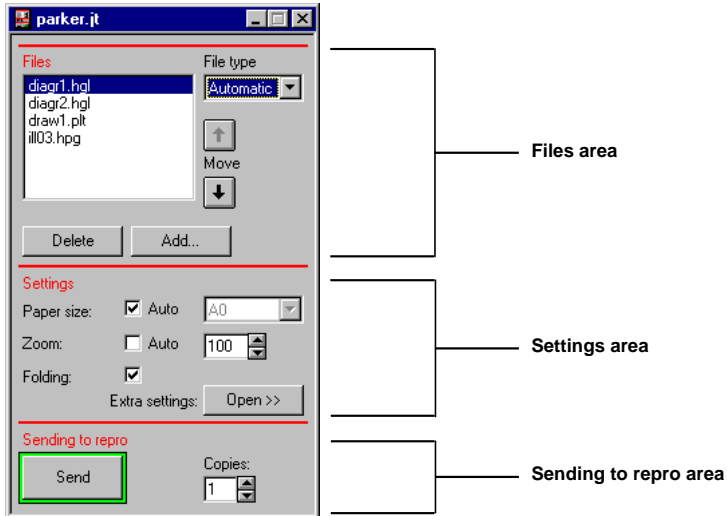 parker.jt
Files
File type
diagr1.hgl
Automatic
diagr2.hgl
draw1.plt
ill03.hpg
Move
Delete
Add...
Files area
Settings
Paper size:
Auto
A0
Zoom:
Auto
100
Folding:
Extra settings:
Open >>
Settings area
Sending to repro
Send
Copies:
1
Sending to repro area